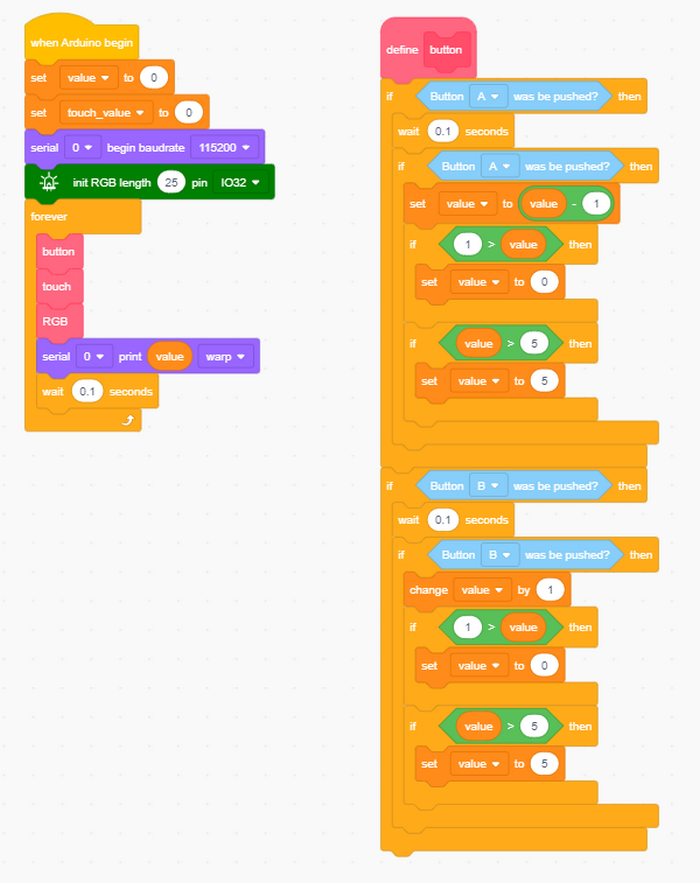 when Arduino begin
set value to 0
set touch_value to 0
serial 0 begin baudrate 115200
init RGB length 25 pin IO32
forever
button
touch
RGB
serial 0 print value warp
wait 0.1 seconds
define button
if Button A was be pushed? then
wait 0.1 seconds
if Button A was be pushed? then
set value to value - 1
if 1 > value then
set value to 0
if value > 5 then
set value to 5
if Button B was be pushed? then
wait 0.1 seconds
if Button B was be pushed? then
change value by 1
if 1 > value then
set value to 0
if value > 5 then
set value to 5